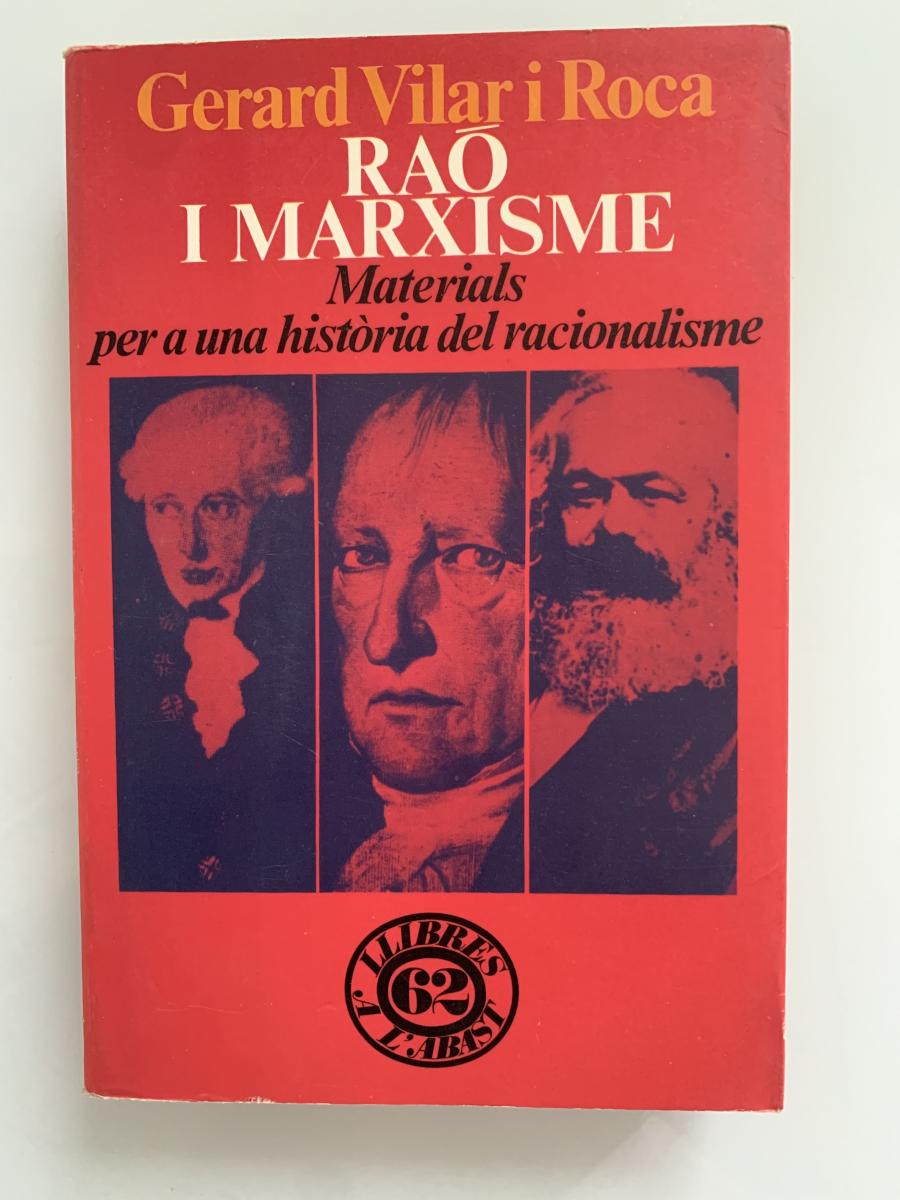 Gerard Vilar i Roca
RAÓ
I MARXISME
Materials
per a una història del racionalisme
LLIBRES
62
A L'ABAST